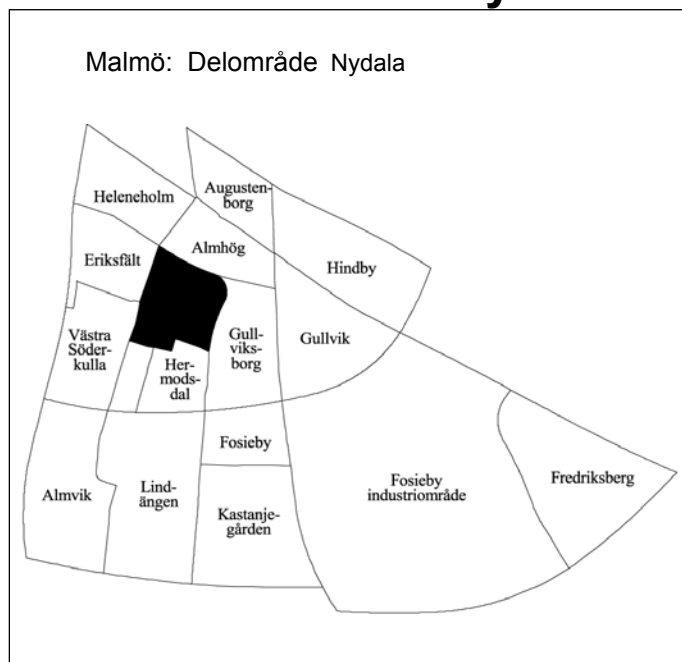 y
Malmö: Delområde Nydala
Augusten-
borg
Heleneholm
Almhög
Eriksfält
Hindby
Västra
Söder-
kulla
Gull-
viks-
borg
Gullvik
Her-
mods-
dal
Fosieby
Almvik
Lind-
ängen
Kastanje-
gården
Fosieby
industriområde
Fredriksberg